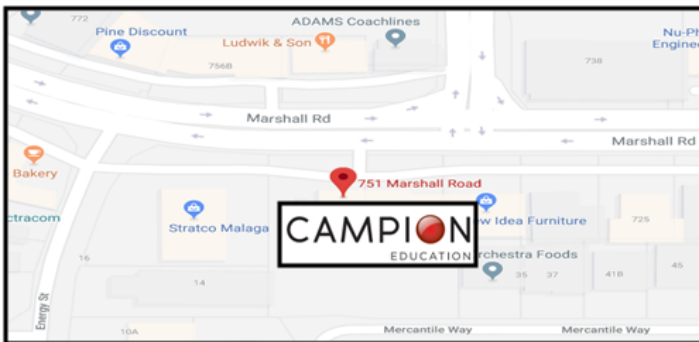 772
ADAMS Coachlines
Pine Discount
Ludwik & Son
Nu-Ph
Engine
756B
738
Marshall Rd
Marshall Rd
Bakery
751 Marshall Road
ctracom
Stratco Malaga
CAMPION
EDUCATION
ew Idea Furniture
725
rchestra Foods
16
14
35
37
41B
45
Energy St
10A
Mercantile Way
Mercantile Way